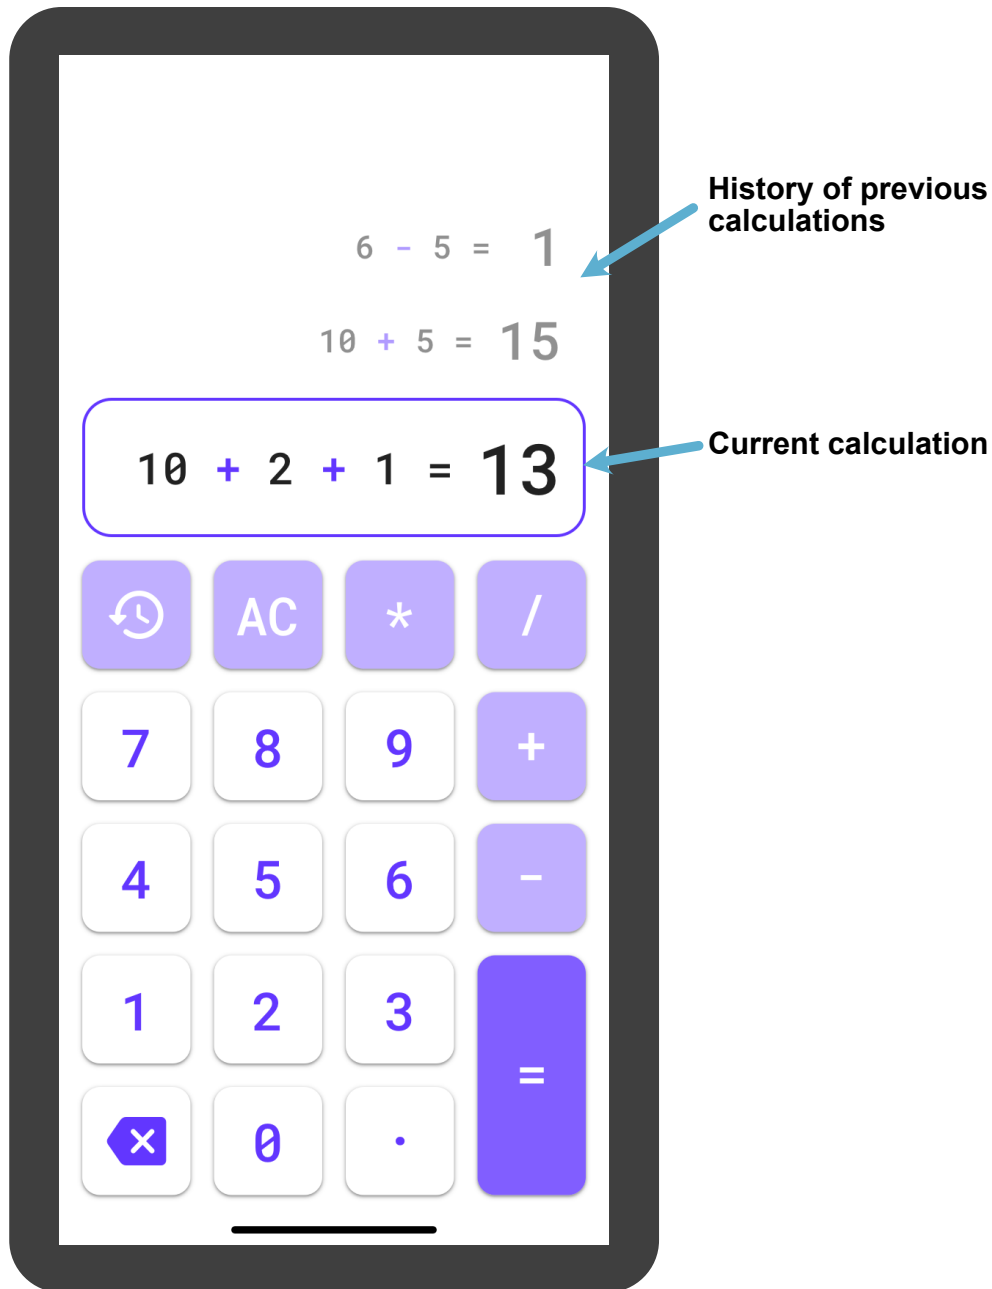 History of previous
calculations
6 - 5 = 1
10 + 5 = 15
Current calculation
10 + 2 + 1 = 13
AC * /
7 8 9 +
4 5 6 -
1 2 3
=
0 .